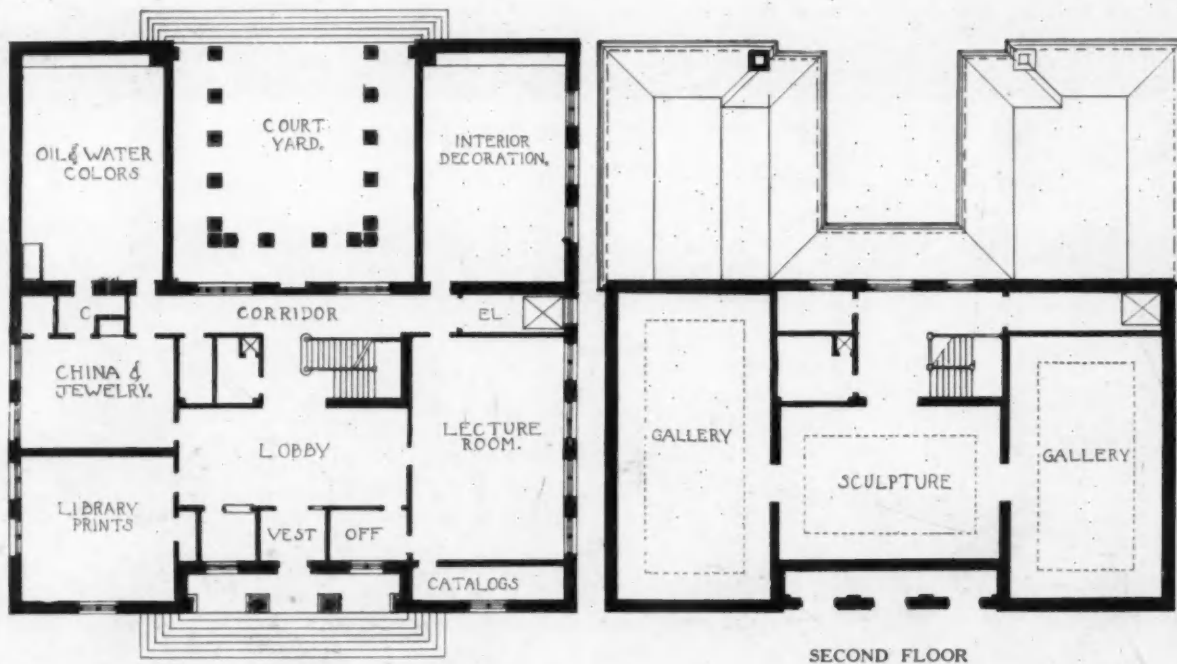 OIL & WATER
COLORS
COURT
YARD.
INTERIOR
DECORATION.
C
CORRIDOR
EL
CHINA &
JEWELRY.
LOBBY
LECTURE
ROOM.
LIBRARY
PRINTS
VEST
OFF
CATALOGS
GALLERY
SCULPTURE
GALLERY
SECOND FLOOR